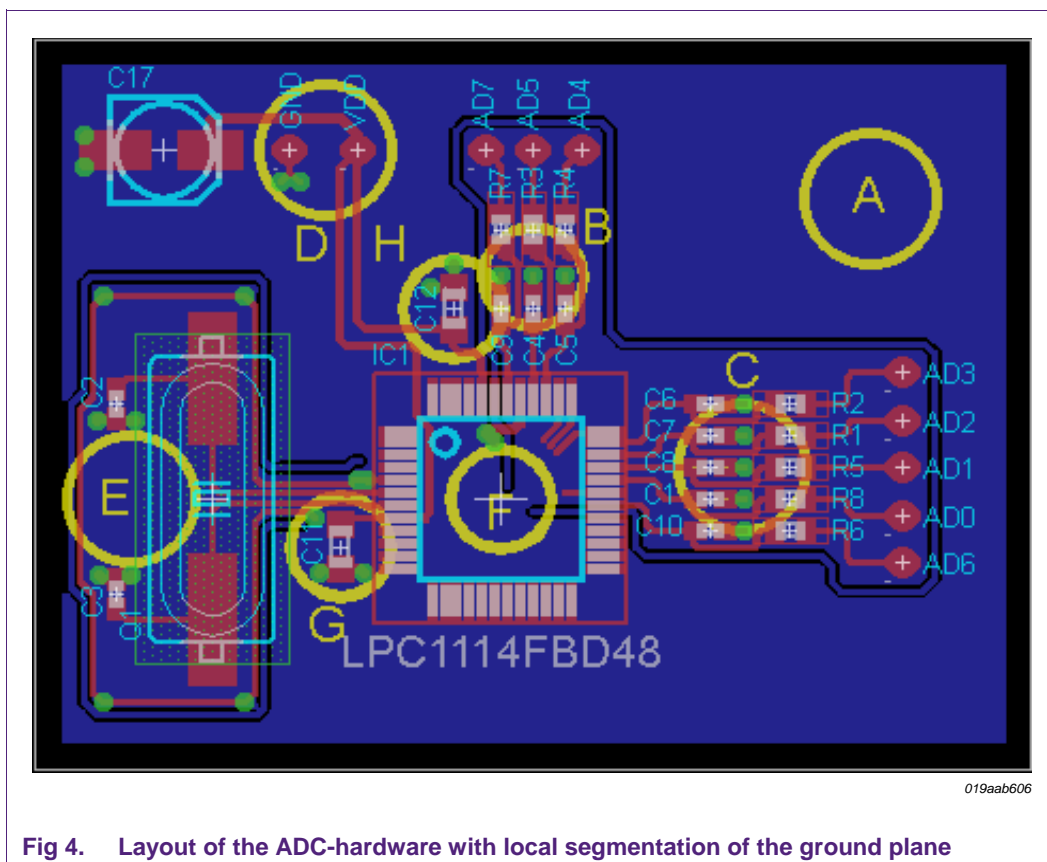 C17
GND
VDD
AD7
AD5
AD4
R7
R3
R4
A
B
D
H
C12
C9
C4
C5
IC1
C
AD3
C6
R2
C2
AD2
C7
R1
C8
R5
AD1
E
F
C1
R8
AD0
C10
R6
C11
AD6
C3
Q1
G
LPC1114FBD48
019aab606
Fig 4. Layout of the ADC-hardware with local segmentation of the ground plane